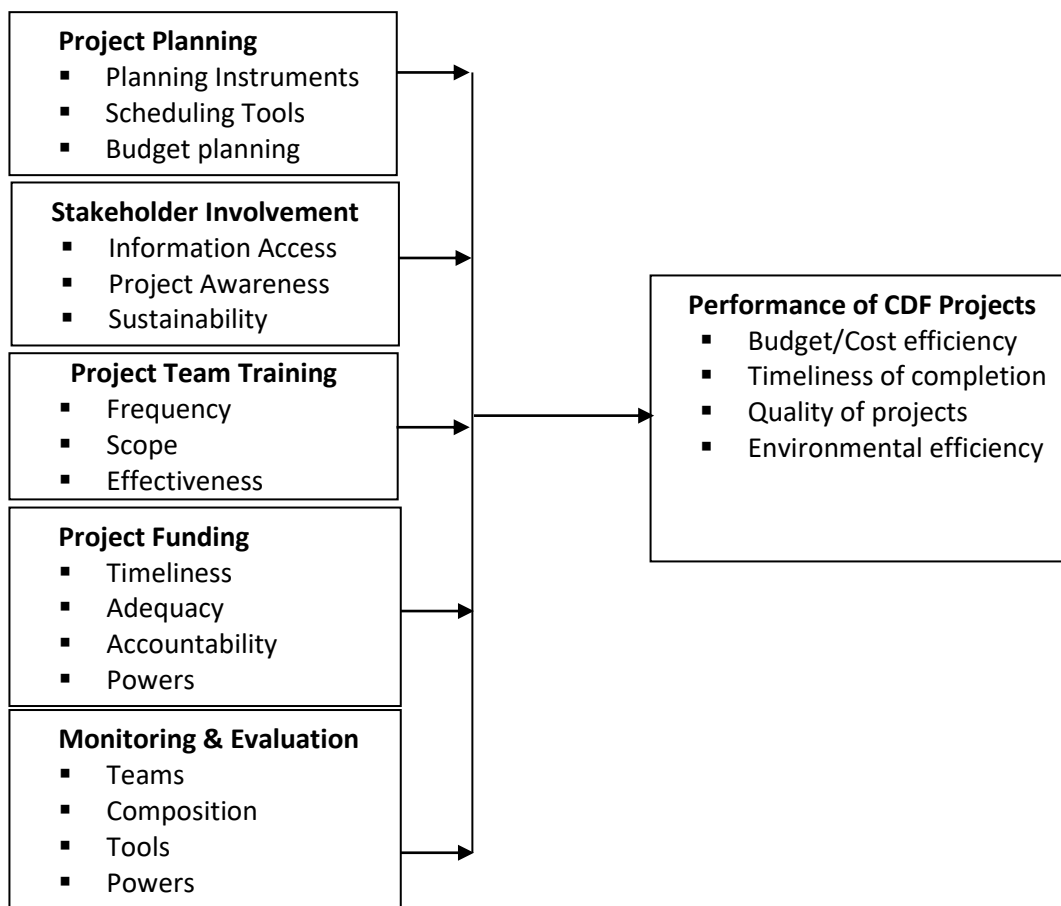 Project Planning
▪ Planning Instruments
▪ Scheduling Tools
▪ Budget planning
Stakeholder Involvement
▪ Information Access
▪ Project Awareness
▪ Sustainability
Project Team Training
▪ Frequency
▪ Scope
▪ Effectiveness
Project Funding
▪ Timeliness
▪ Adequacy
▪ Accountability
▪ Powers
Monitoring & Evaluation
▪ Teams
▪ Composition
▪ Tools
▪ Powers
Performance of CDF Projects
▪ Budget/Cost efficiency
▪ Timeliness of completion
▪ Quality of projects
▪ Environmental efficiency